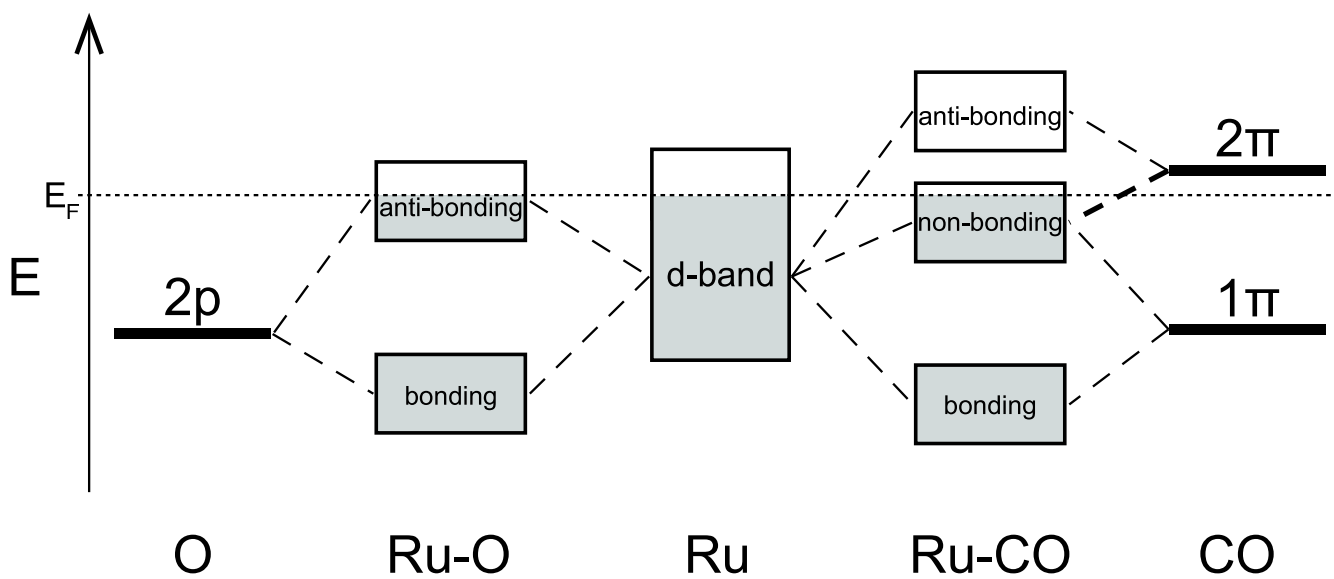 anti-bonding
2π
E_F
anti-bonding
non-bonding
E
2p
d-band
1π
bonding
bonding
O
Ru-O
Ru
Ru-CO
CO